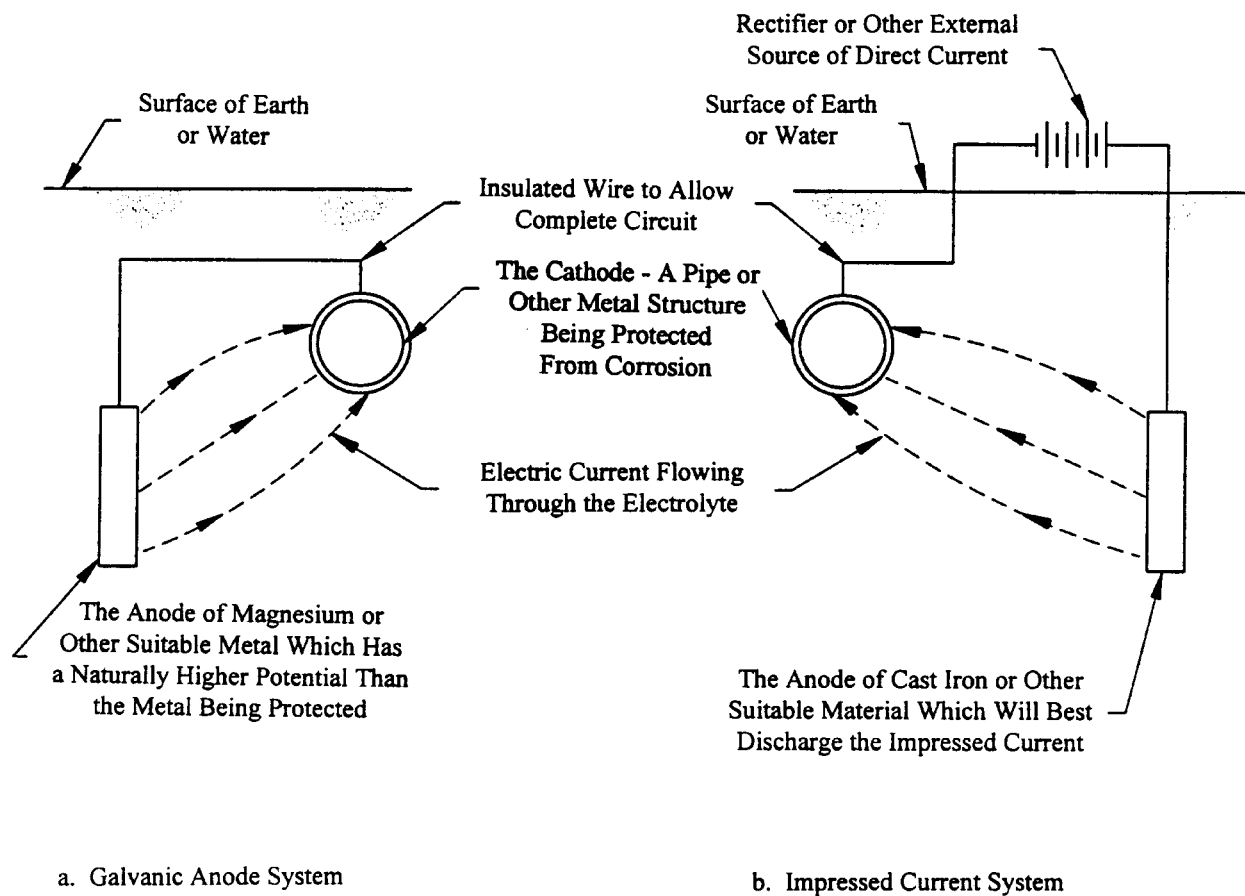 Rectifier or Other External
Source of Direct Current
Surface of Earth
or Water
Surface of Earth
or Water
Insulated Wire to Allow
Complete Circuit
The Cathode - A Pipe or
Other Metal Structure
Being Protected
From Corrosion
Electric Current Flowing
Through the Electrolyte
The Anode of Magnesium or
Other Suitable Metal Which Has
a Naturally Higher Potential Than
the Metal Being Protected
The Anode of Cast Iron or Other
Suitable Material Which Will Best
Discharge the Impressed Current
a. Galvanic Anode System
b. Impressed Current System